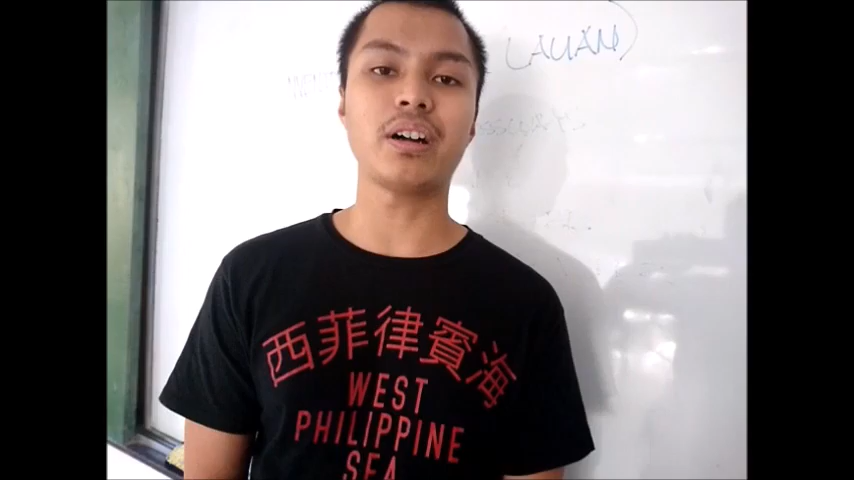 LAUAN)
西菲律賓海
WEST
PHILIPPINE
SEA